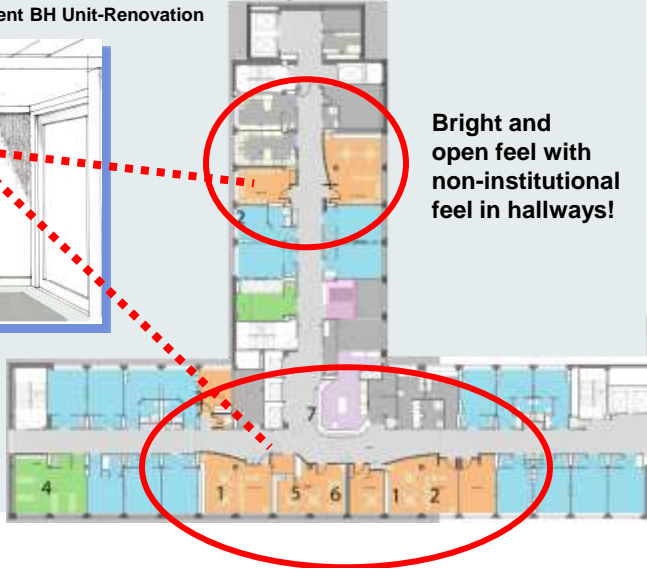 ent BH Unit-Renovation
Bright and
open feel with
non-institutional
feel in hallways!
2
7
4
1
5
6
1
2